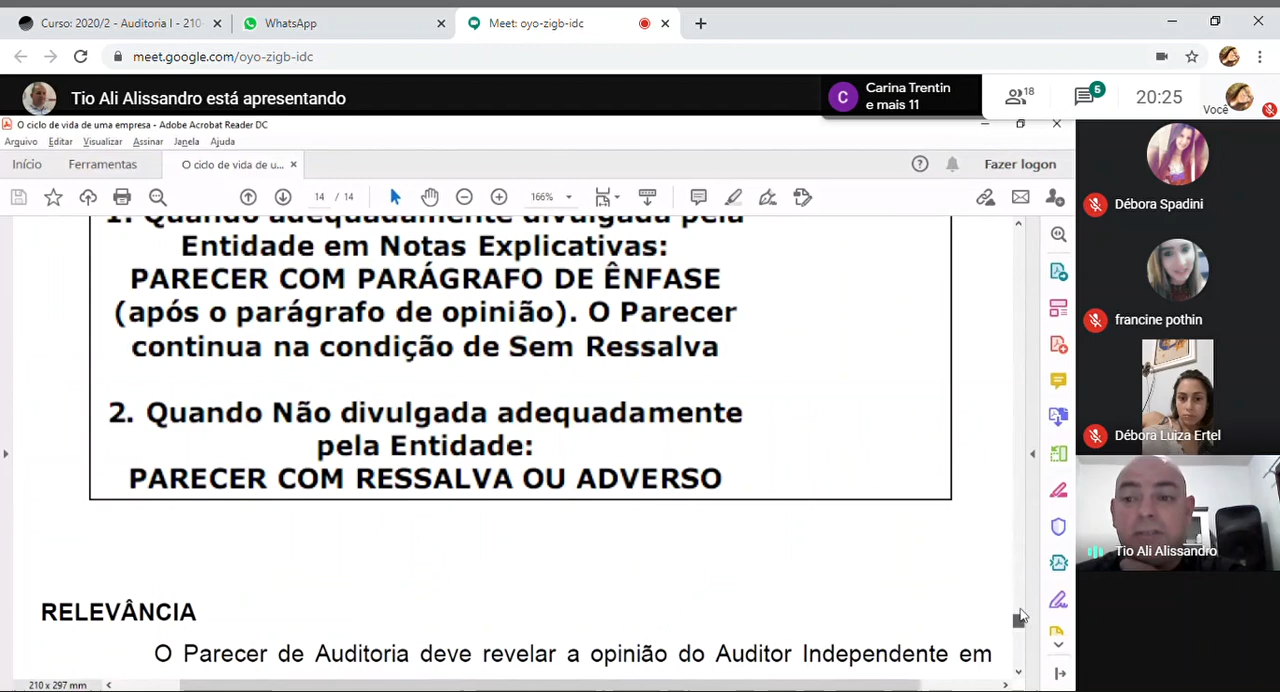 Curso: 2020/2 - Auditoria I - 210
WhatsApp
Meet: oyo-zigb-idc
meet.google.com/oyo-zigb-idc
Tio Ali Alissandro está apresentando
C
Carina Trentin
e mais 11
18
5
20:25
Você
O ciclo de vida de uma empresa - Adobe Acrobat Reader DC
Arquivo Editar Visualizar Assinar Janela Ajuda
Início Ferramentas O ciclo de vida de u... Fazer logon
14 / 14 166%
1. Quando adequadamente divulgada pela
Entidade em Notas Explicativas:
PARECER COM PARÁGRAFO DE ÊNFASE
(após o parágrafo de opinião). O Parecer
continua na condição de Sem Ressalva
2. Quando Não divulgada adequadamente
pela Entidade:
PARECER COM RESSALVA OU ADVERSO
RELEVÂNCIA
O Parecer de Auditoria deve revelar a opinião do Auditor Independente em
210 x 297 mm
Débora Spadini
francine pothin
Débora Luiza Ertel
Tio Ali Alissandro